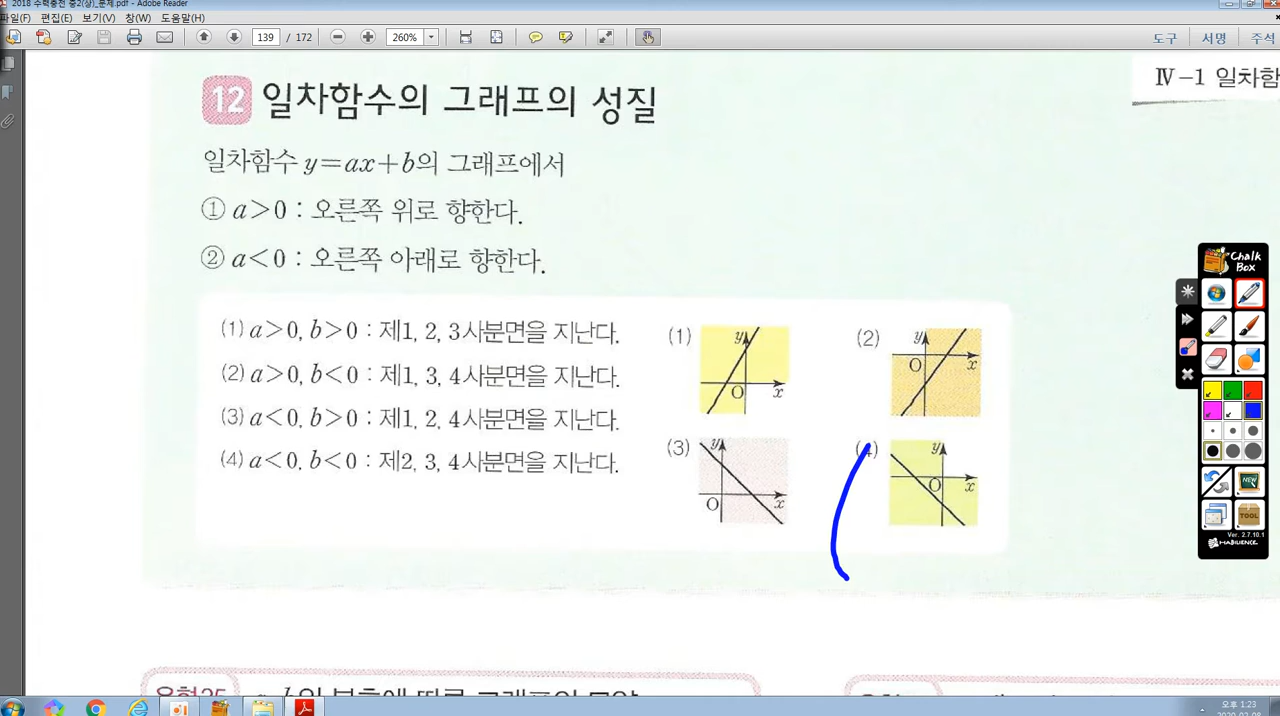 2018 수력충전 중2(상)_문제.pdf - Adobe Reader
파일(F) 편집(E) 보기(V) 창(W) 도움말(H)
139 / 172 260% 도구 서명 주석
Ⅳ-1 일차함
12 일차함수의 그래프의 성질
일차함수 y=ax+b의 그래프에서
① a>0 : 오른쪽 위로 향한다.
② a<0 : 오른쪽 아래로 향한다.
(1) a>0, b>0 : 제1, 2, 3사분면을 지난다.
(2) a>0, b<0 : 제1, 3, 4사분면을 지난다.
(3) a<0, b>0 : 제1, 2, 4사분면을 지난다.
(4) a<0, b<0 : 제2, 3, 4사분면을 지난다.
(1) y O x
(2) y O x
(3) y O x
(4) y O x
Chalk Box
NEW
TOOL
Ver. 2.7.10.1
MABILIENCE
오후 1:23